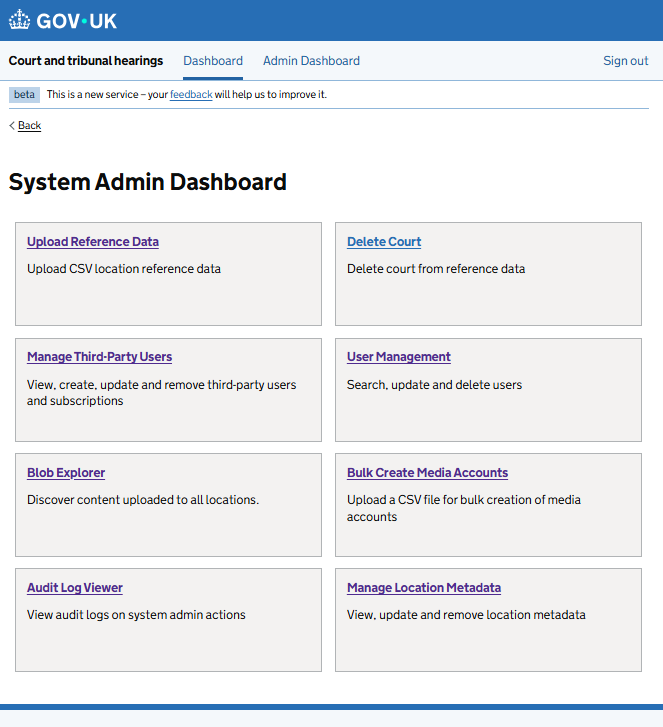 GOV·UK
Court and tribunal hearings Dashboard Admin Dashboard Sign out
beta This is a new service – your feedback will help us to improve it.
Back
System Admin Dashboard
Upload Reference Data
Upload CSV location reference data
Delete Court
Delete court from reference data
Manage Third-Party Users
View, create, update and remove third-party users
and subscriptions
User Management
Search, update and delete users
Blob Explorer
Discover content uploaded to all locations.
Bulk Create Media Accounts
Upload a CSV file for bulk creation of media
accounts
Audit Log Viewer
View audit logs on system admin actions
Manage Location Metadata
View, update and remove location metadata